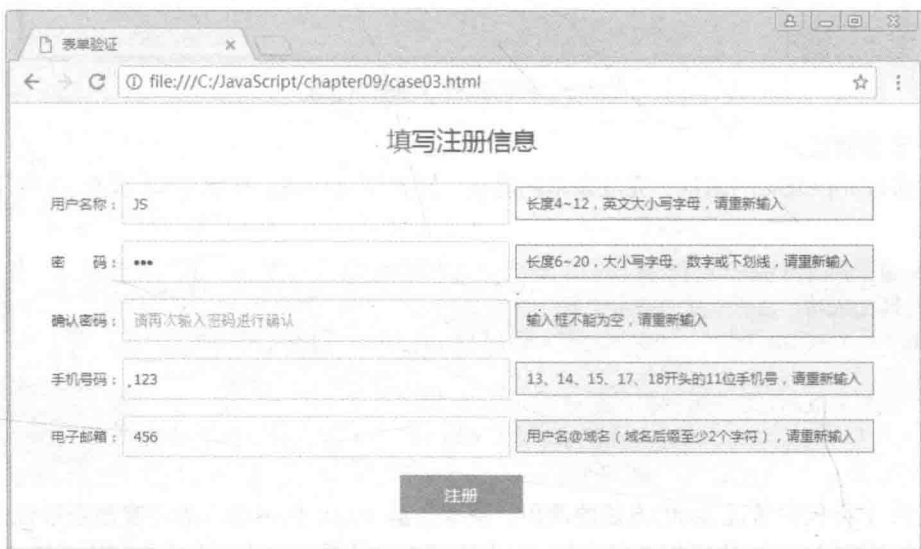 表单验证
file:///C:/JavaScript/chapter09/case03.html
填写注册信息
用户名称： JS 长度4~12，英文大小写字母，请重新输入
密 码： ••• 长度6~20，大小写字母、数字或下划线，请重新输入
确认密码： 请再次输入密码进行确认 输入框不能为空，请重新输入
手机号码： 123 13、14、15、17、18开头的11位手机号，请重新输入
电子邮箱： 456 用户名@域名（域名后缀至少2个字符），请重新输入
注册